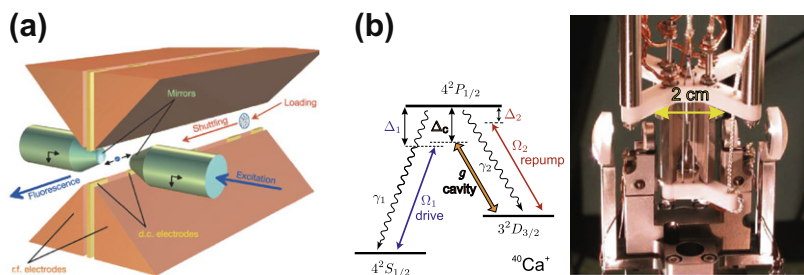 (a)
Mirrors
Loading
Shuttling
Fluorescence
Excitation
d.c. electrodes
r.f. electrodes
(b)
4²P₁/₂
Δ₁
Δc
Δ₂
Ω₂
repump
γ₁
γ₂
g
cavity
Ω₁
drive
3²D₃/₂
4²S₁/₂
⁴⁰Ca⁺
2 cm